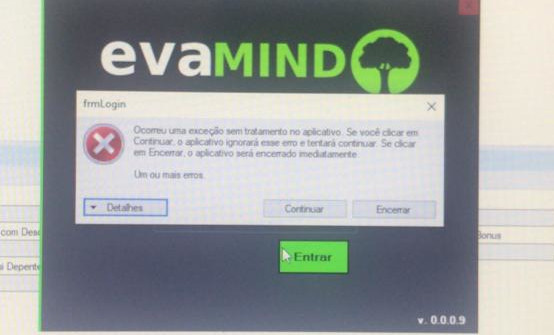 evaMIND
frmLogin
Ocorreu uma exceção sem tratamento no aplicativo. Se você clicar em
Continuar, o aplicativo ignorará esse erro e tentará continuar. Se clicar
em Encerrar, o aplicativo será encerrado imediatamente.
Um ou mais erros.
Detalhes
Continuar
Encerrar
com Desc
Bonus
Entrar
i Depente
v. 0.0.0.9